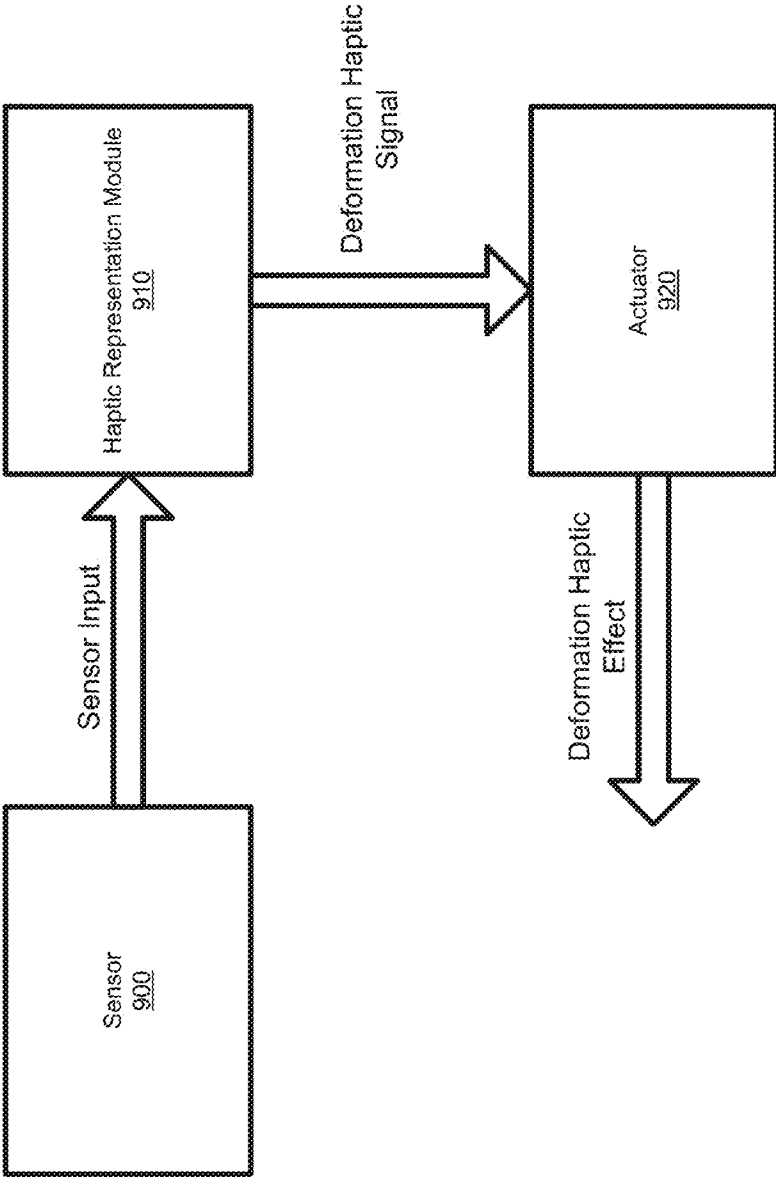 Sensor
900
Sensor Input
Haptic Representation Module
910
Deformation Haptic
Signal
Actuator
920
Deformation Haptic
Effect